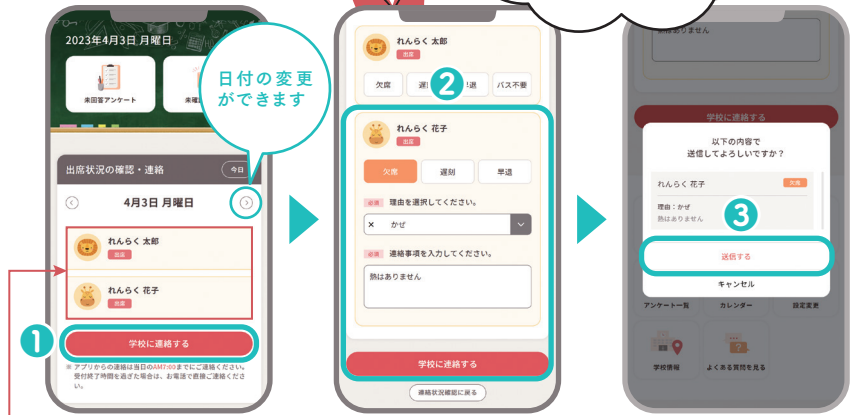 2023年4月3日 月曜日
未回答アンケート
日付の変更
ができます
出席状況の確認・連絡
今日
4月3日 月曜日
れんらく 太郎
出席
れんらく 花子
出席
1
学校に連絡する
※ アプリからの連絡は当日のAM7:00までにご連絡ください。
受付終了時間を過ぎた場合は、お電話で直接ご連絡くださ
い。
れんらく 太郎
出席
2
欠席
バス不要
れんらく 花子
出席
欠席 遅刻 早退
必須 理由を選択してください。
× かぜ
必須 連絡事項を入力してください。
熱はありません
学校に連絡する
連絡状況確認に戻る
学校に連絡する
以下の内容で
送信してよろしいですか？
れんらく 花子 欠席
理由：かぜ
熱はありません
3
送信する
キャンセル
アンケート一覧 カレンダー 設定変更
学校情報 よくある質問を見る